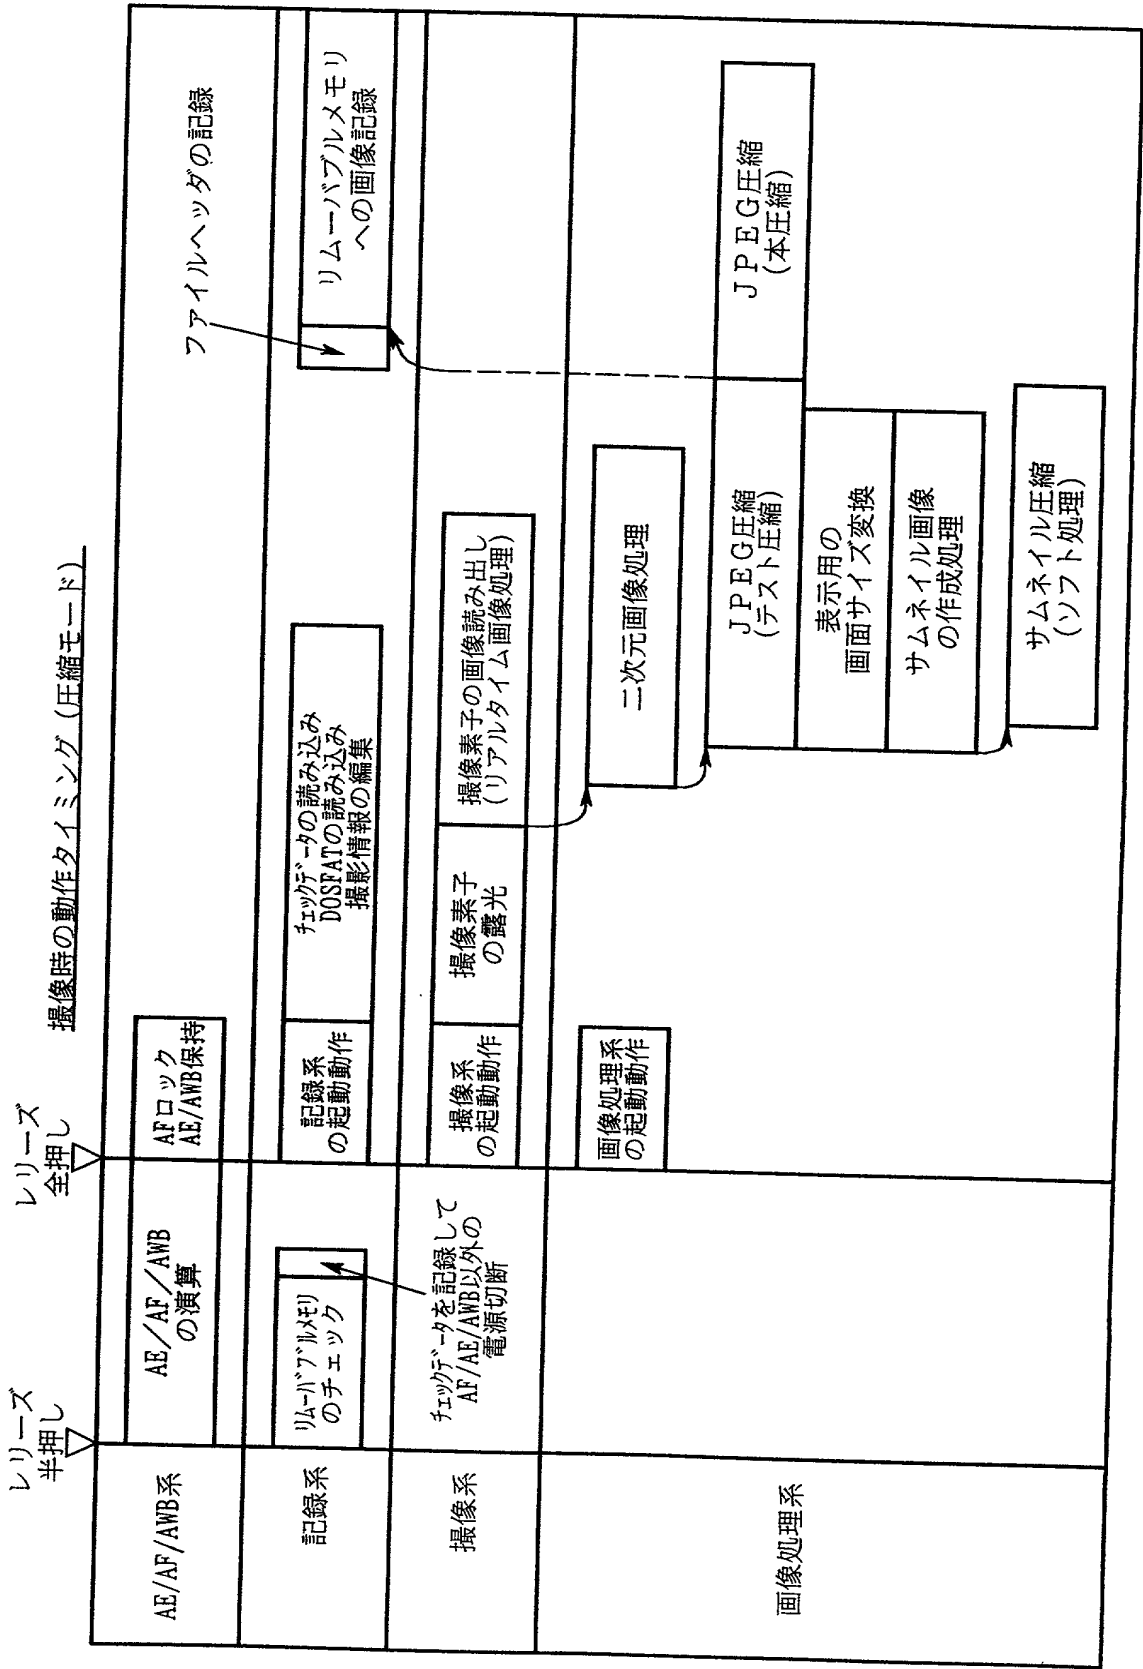 撮像時の動作タイミング (圧縮モード)
レリーズ
半押し
レリーズ
全押し
AE/AF/AWB系
AE／AF／AWB
の演算
AFロック
AE/AWB保持
ファイルヘッダの記録
記録系
リムーバブルメモリ
のチェック
記録系
の起動動作
チェックデータの読み込み
DOSFATの読み込み
撮影情報の編集
リムーバブルメモリ
への画像記録
撮像系
チェックデータを記録して
AF/AE/AWB以外の
電源切断
撮像系
の起動動作
撮像素子
の露光
撮像素子の画像読み出し
(リアルタイム画像処理)
画像処理系
画像処理系
の起動動作
二次元画像処理
JPEG圧縮
(テスト圧縮)
JPEG圧縮
(本圧縮)
表示用の
画面サイズ変換
サムネイル画像
の作成処理
サムネイル圧縮
(ソフト処理)